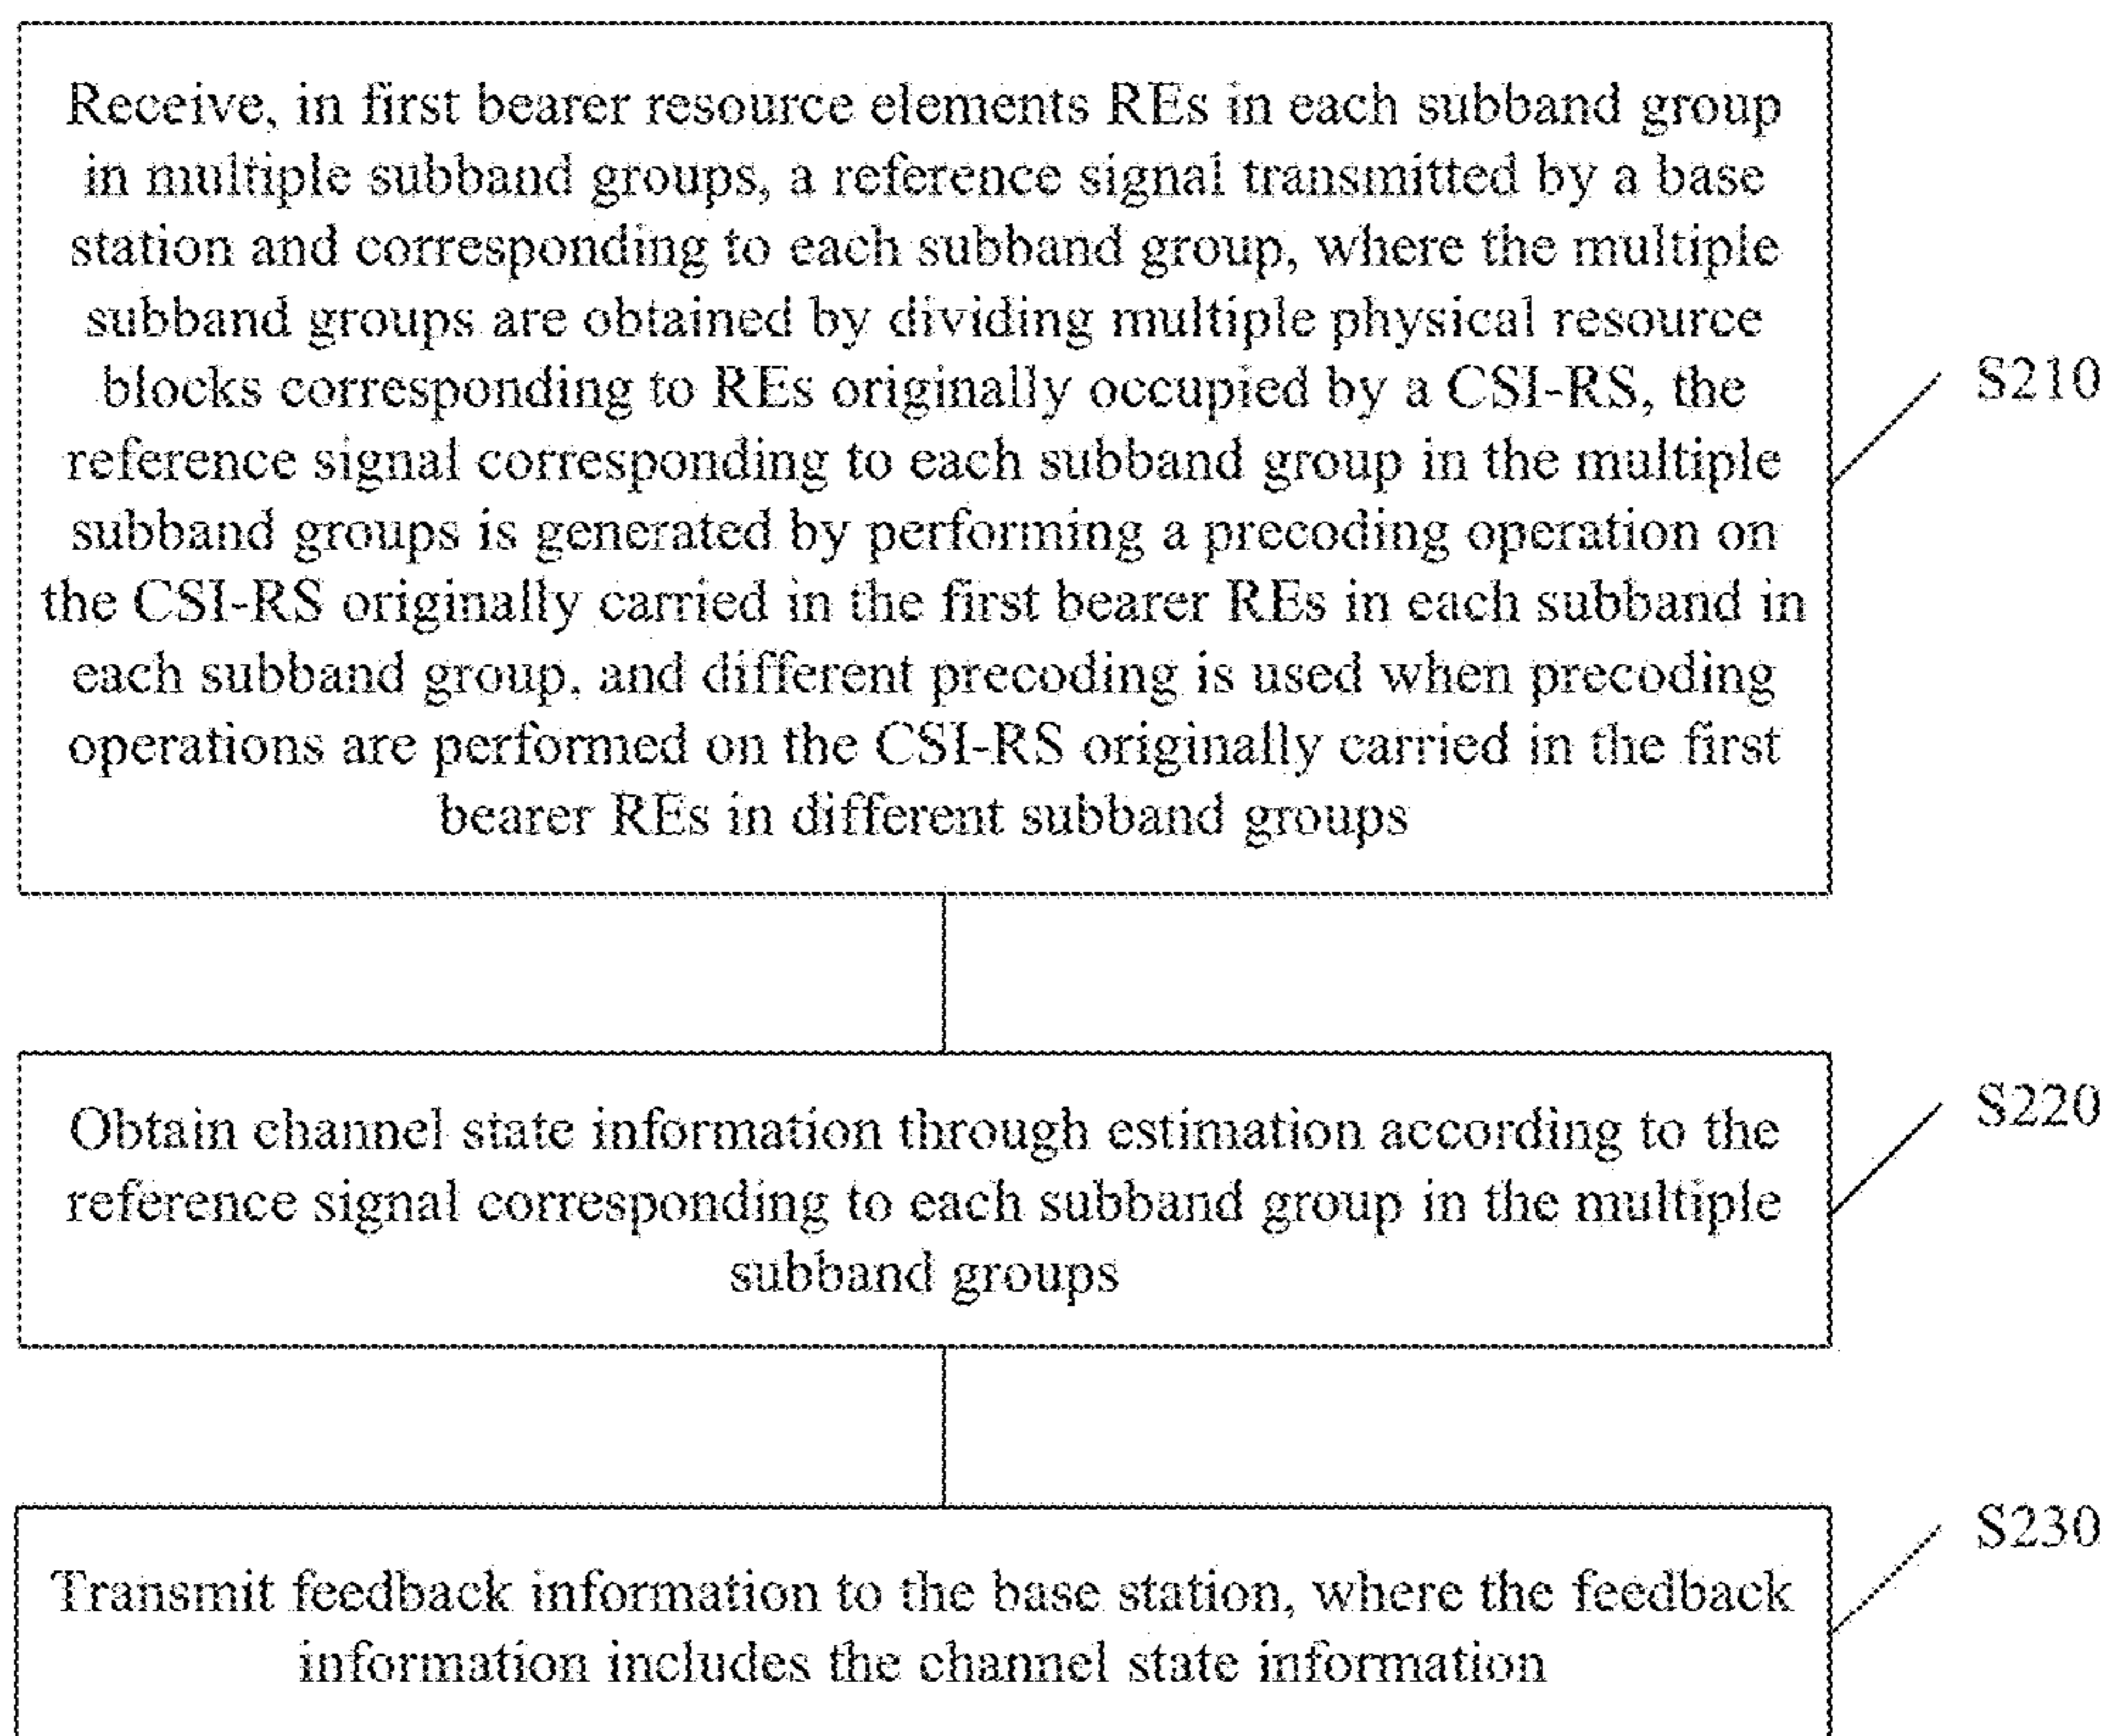 Receive, in first bearer resource elements REs in each subband group
in multiple subband groups, a reference signal transmitted by a base
station and corresponding to each subband group, where the multiple
subband groups are obtained by dividing multiple physical resource
blocks corresponding to REs originally occupied by a CSI-RS, the
reference signal corresponding to each subband group in the multiple
subband groups is generated by performing a precoding operation on
the CSI-RS originally carried in the first bearer REs in each subband in
each subband group, and different precoding is used when precoding
operations are performed on the CSI-RS originally carried in the first
bearer REs in different subband groups
S210
Obtain channel state information through estimation according to the
reference signal corresponding to each subband group in the multiple
subband groups
S220
Transmit feedback information to the base station, where the feedback
information includes the channel state information
S230